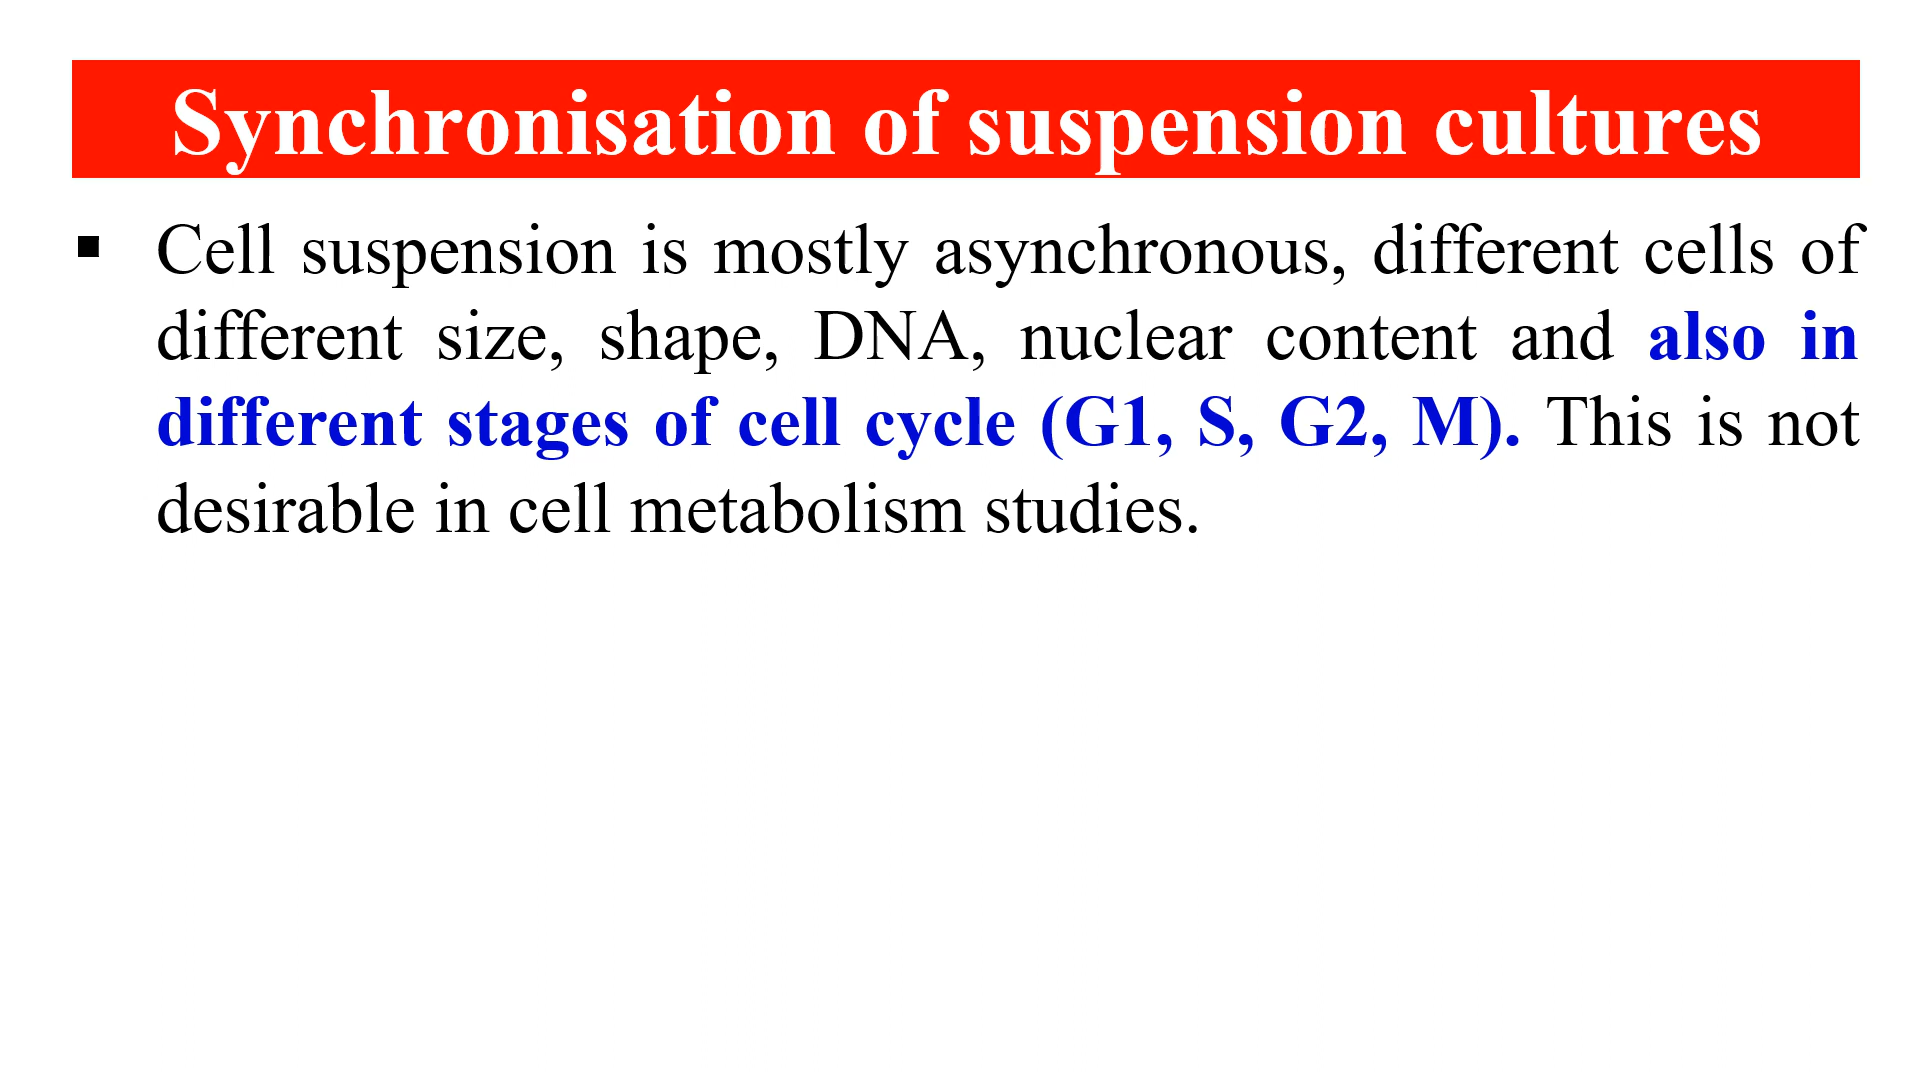 Synchronisation of suspension cultures
▪ Cell suspension is mostly asynchronous, different cells of
different size, shape, DNA, nuclear content and also in
different stages of cell cycle (G1, S, G2, M). This is not
desirable in cell metabolism studies.